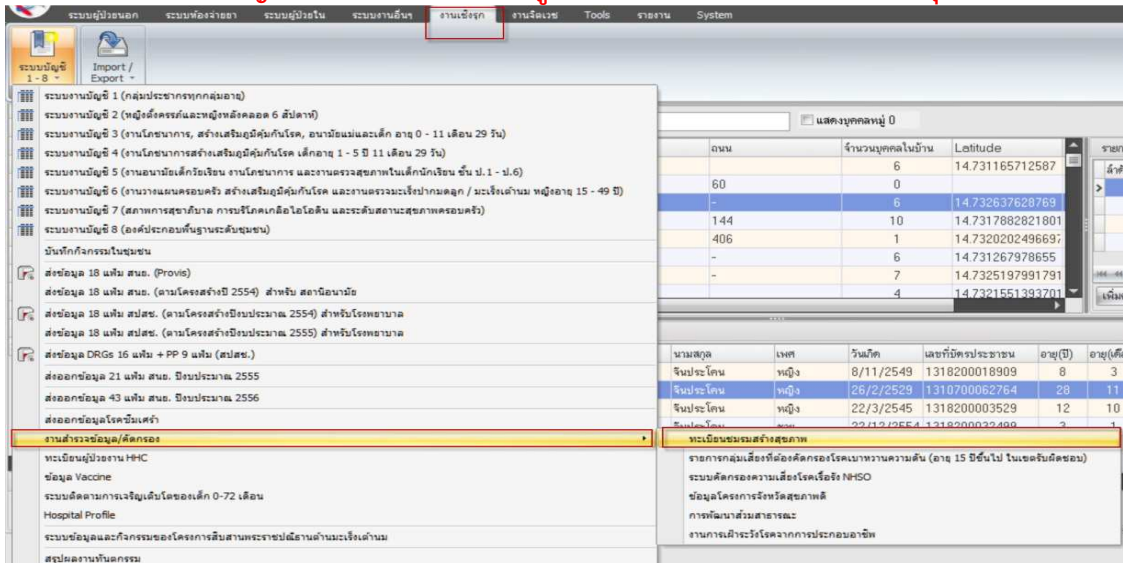 ระบบผู้ป่วยนอก ระบบห้องจ่ายยา ระบบผู้ป่วยใน ระบบงานอื่นๆ งานเชิงรุก งานจิตเวช Tools รายงาน System
ระบบบัญชี
1 - 8
Import /
Export
ระบบงานบัญชี 1 (กลุ่มประชากรทุกกลุ่มอายุ)
ระบบงานบัญชี 2 (หญิงตั้งครรภ์และหญิงหลังคลอด 6 สัปดาห์)
ระบบงานบัญชี 3 (งานโภชนาการ, สร้างเสริมภูมิคุ้มกันโรค, อนามัยแม่และเด็ก อายุ 0 - 11 เดือน 29 วัน)
ระบบงานบัญชี 4 (งานโภชนาการสร้างเสริมภูมิคุ้มกันโรค เด็กอายุ 1 - 5 ปี 11 เดือน 29 วัน)
ระบบงานบัญชี 5 (งานอนามัยเด็กวัยเรียน งานโภชนาการ และงานตรวจสุขภาพในเด็กนักเรียน ชั้น ป.1 - ป.6)
ระบบงานบัญชี 6 (งานวางแผนครอบครัว สร้างเสริมภูมิคุ้มกันโรค และงานตรวจมะเร็งปากมดลูก / มะเร็งเต้านม หญิงอายุ 15 - 49 ปี)
ระบบงานบัญชี 7 (สภาพการสุขาภิบาล การบริโภคเกลือไอโอดีน และระดับสถานะสุขภาพครอบครัว)
ระบบงานบัญชี 8 (องค์ประกอบพื้นฐานระดับชุมชน)
บันทึกกิจกรรมในชุมชน
ส่งข้อมูล 18 แฟ้ม สนย. (Provis)
ส่งข้อมูล 18 แฟ้ม สนย. (ตามโครงสร้างปี 2554) สำหรับ สถานีอนามัย
ส่งข้อมูล 18 แฟ้ม สปสช. (ตามโครงสร้างปีงบประมาณ 2554) สำหรับโรงพยาบาล
ส่งข้อมูล 18 แฟ้ม สปสช. (ตามโครงสร้างปีงบประมาณ 2555) สำหรับโรงพยาบาล
ส่งข้อมูล DRGs 16 แฟ้ม + PP 9 แฟ้ม (สปสช.)
ส่งออกข้อมูล 21 แฟ้ม สนย. ปีงบประมาณ 2555
ส่งออกข้อมูล 43 แฟ้ม สนย. ปีงบประมาณ 2556
ส่งออกข้อมูลโรคซึมเศร้า
งานสำรวจข้อมูล/คัดกรอง
ทะเบียนผู้ป่วยงาน HHC
ข้อมูล Vaccine
ระบบติดตามการเจริญเติบโตของเด็ก 0-72 เดือน
Hospital Profile
ระบบข้อมูลและกิจกรรมของโครงการสืบสานพระราชปณิธานต้านมะเร็งเต้านม
สรุปผลงานทันตกรรม
แสดงบุคคลหมู่ 0
ถนน จำนวนบุคคลในบ้าน Latitude
6 14.731165712587
60 0
- 6 14.732637628769
144 10 14.7317882821801
406 1 14.7320202496697
- 6 14.731267978655
- 7 14.7325197991791
4 14.7321551393701
นามสกุล เพศ วันเกิด เลขที่บัตรประชาชน อายุ(ปี)
จีนประโคน หญิง 8/11/2549 1318200018909 8 3
จีนประโคน หญิง 26/2/2529 1310700062764 28 11
จีนประโคน หญิง 22/3/2545 1318200003529 12 10
ทะเบียนชมรมสร้างสุขภาพ
รายการกลุ่มเสี่ยงที่ต้องคัดกรองโรคเบาหวานความดัน (อายุ 15 ปีขึ้นไป ในเขตรับผิดชอบ)
ระบบคัดกรองความเสี่ยงโรคเรื้อรัง NHSO
ข้อมูลโครงการจังหวัดสุขภาพดี
การพัฒนาส้วมสาธารณะ
งานการเฝ้าระวังโรคจากการประกอบอาชีพ